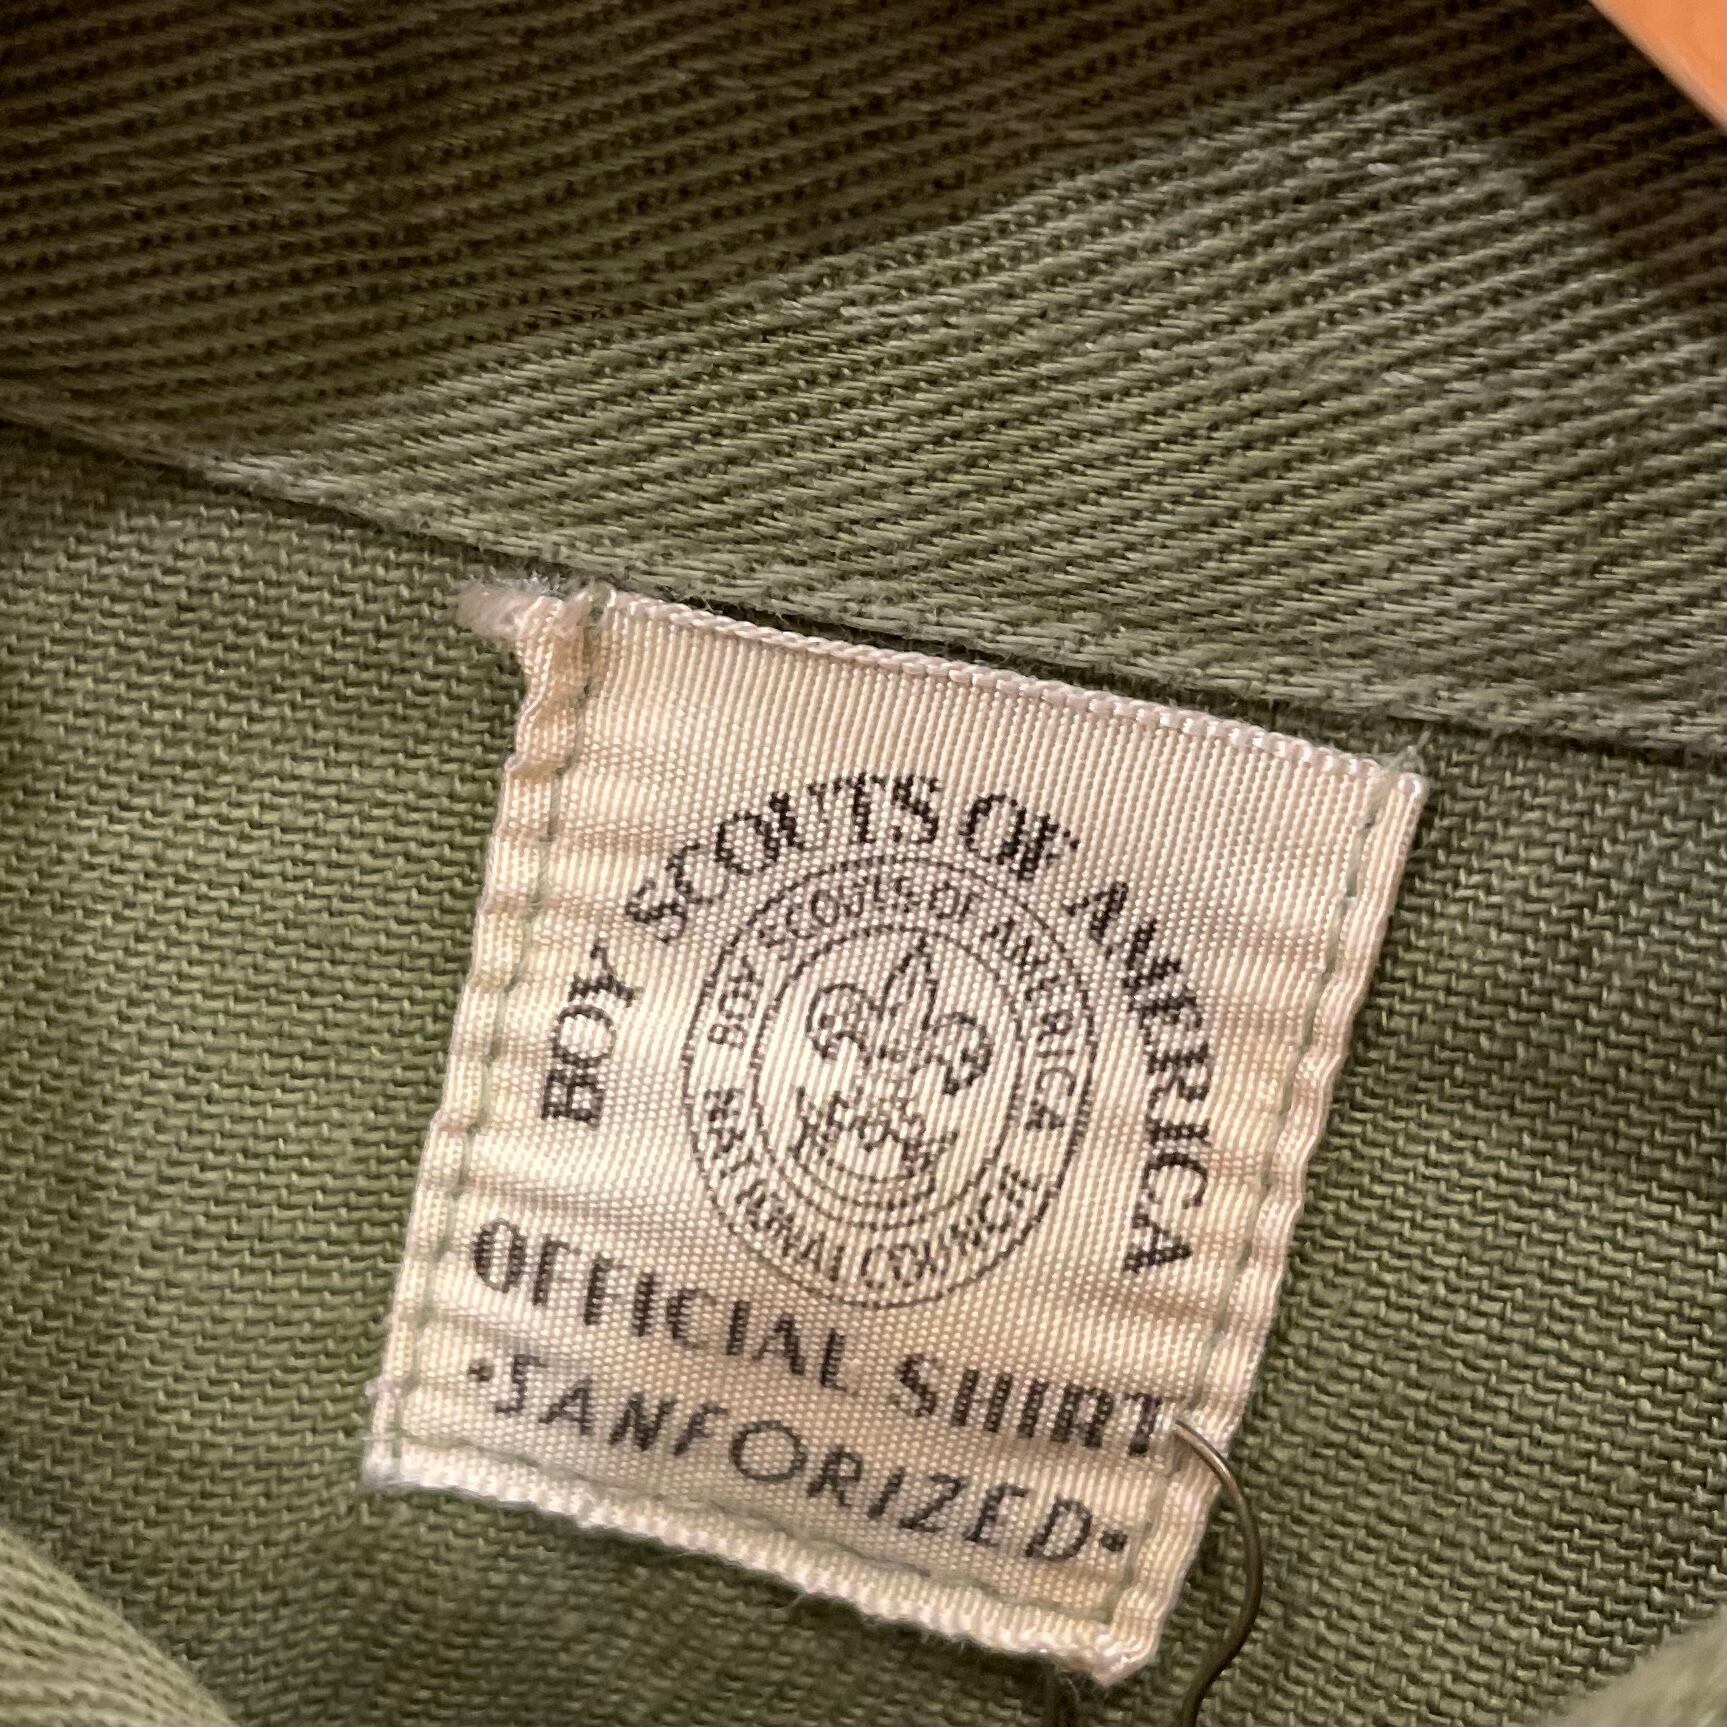 BOY SCOUTS OF AMERICA
BOY SCOUTS OF AMERICA
NATIONAL COUNCIL
OFFICIAL SHIRT
·SANFORIZED·